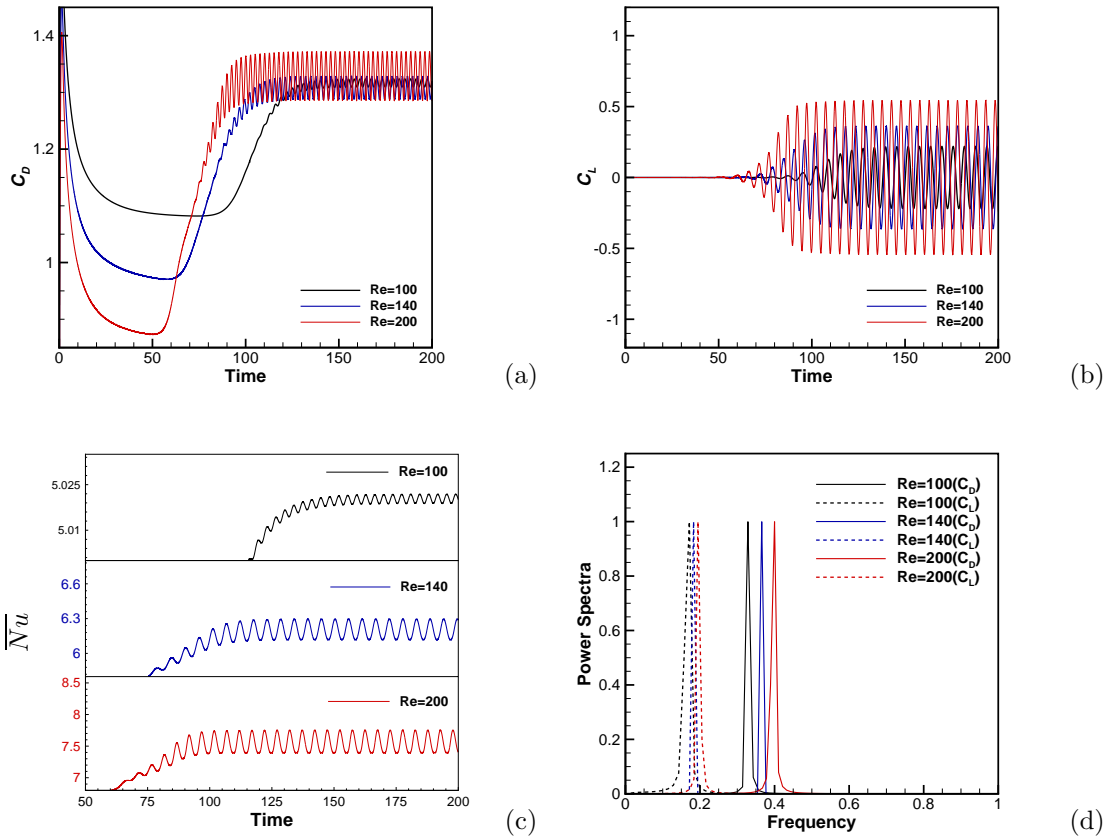 1.4
1.2
1
C_D
Re=100
Re=140
Re=200
0 50 100 150 200
Time
(a)
1
0.5
0
-0.5
-1
C_L
Re=100
Re=140
Re=200
0 50 100 150 200
Time
(b)
5.025
5.01
Re=100
6.6
6.3
6
Re=140
8.5
8
7.5
7
Re=200
\overline{Nu}
50 75 100 125 150 175 200
Time
(c)
1.2
1
0.8
0.6
0.4
0.2
0
Power Spectra
Re=100(C_D)
Re=100(C_L)
Re=140(C_D)
Re=140(C_L)
Re=200(C_D)
Re=200(C_L)
0 0.2 0.4 0.6 0.8 1
Frequency
(d)